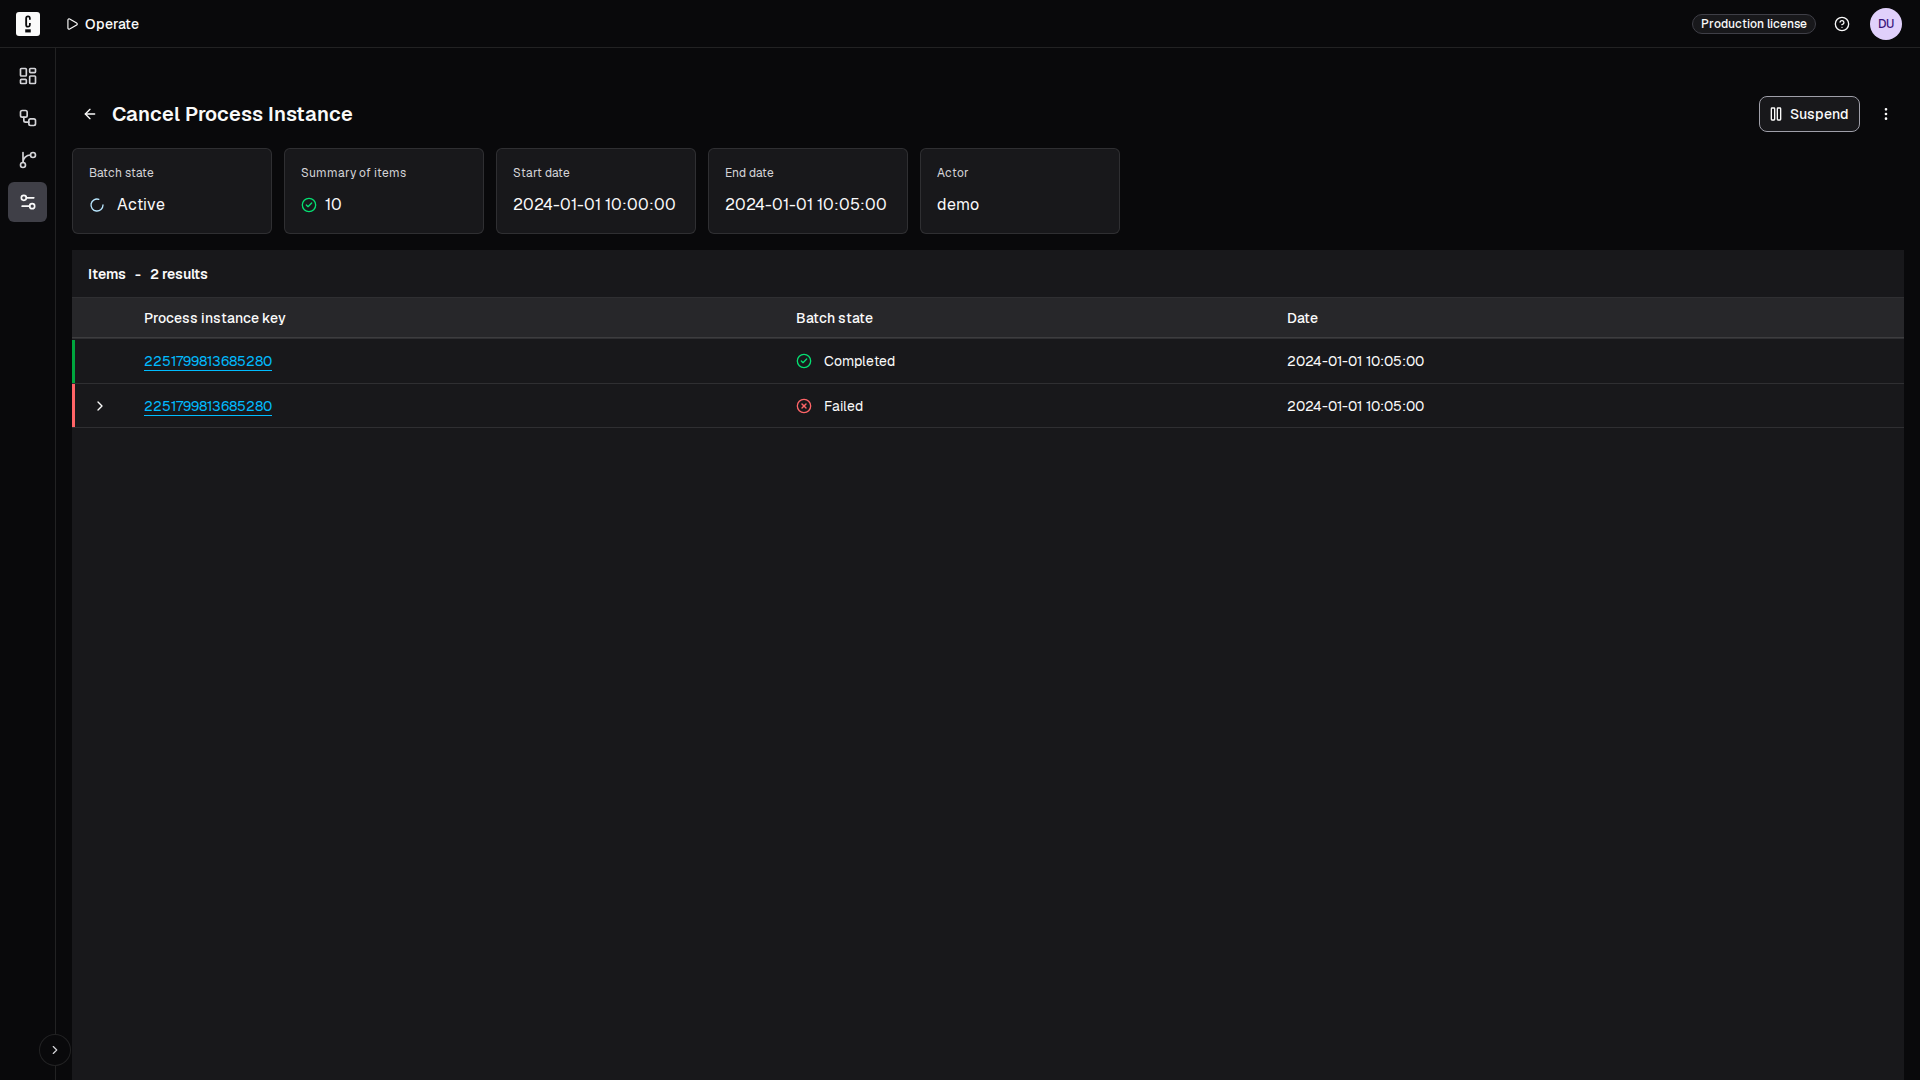 Operate
Production license
DU
Cancel Process Instance
Suspend
Batch state
Active
Summary of items
10
Start date
2024-01-01 10:00:00
End date
2024-01-01 10:05:00
Actor
demo
Items - 2 results
Process instance key Batch state Date
2251799813685280 Completed 2024-01-01 10:05:00
2251799813685280 Failed 2024-01-01 10:05:00